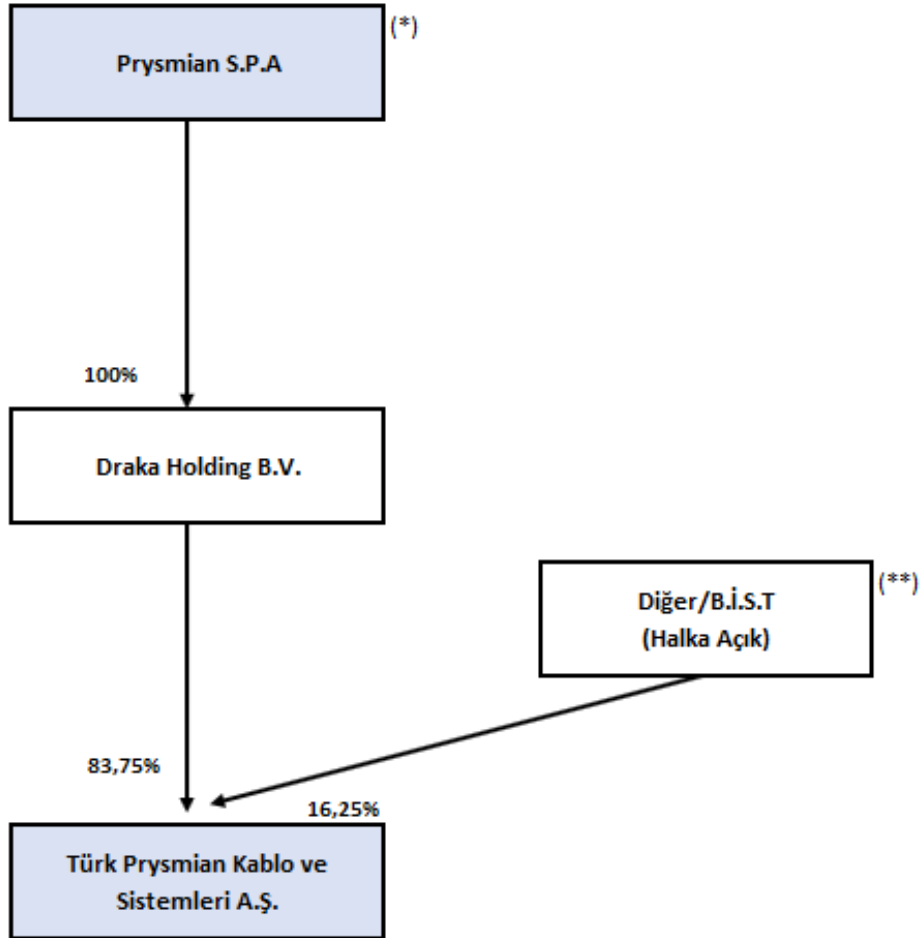 (*)
Prysmian S.P.A
100%
Draka Holding B.V.
(**)
Diğer/B.İ.S.T
(Halka Açık)
83,75%
16,25%
Türk Prysmian Kablo ve
Sistemleri A.Ş.